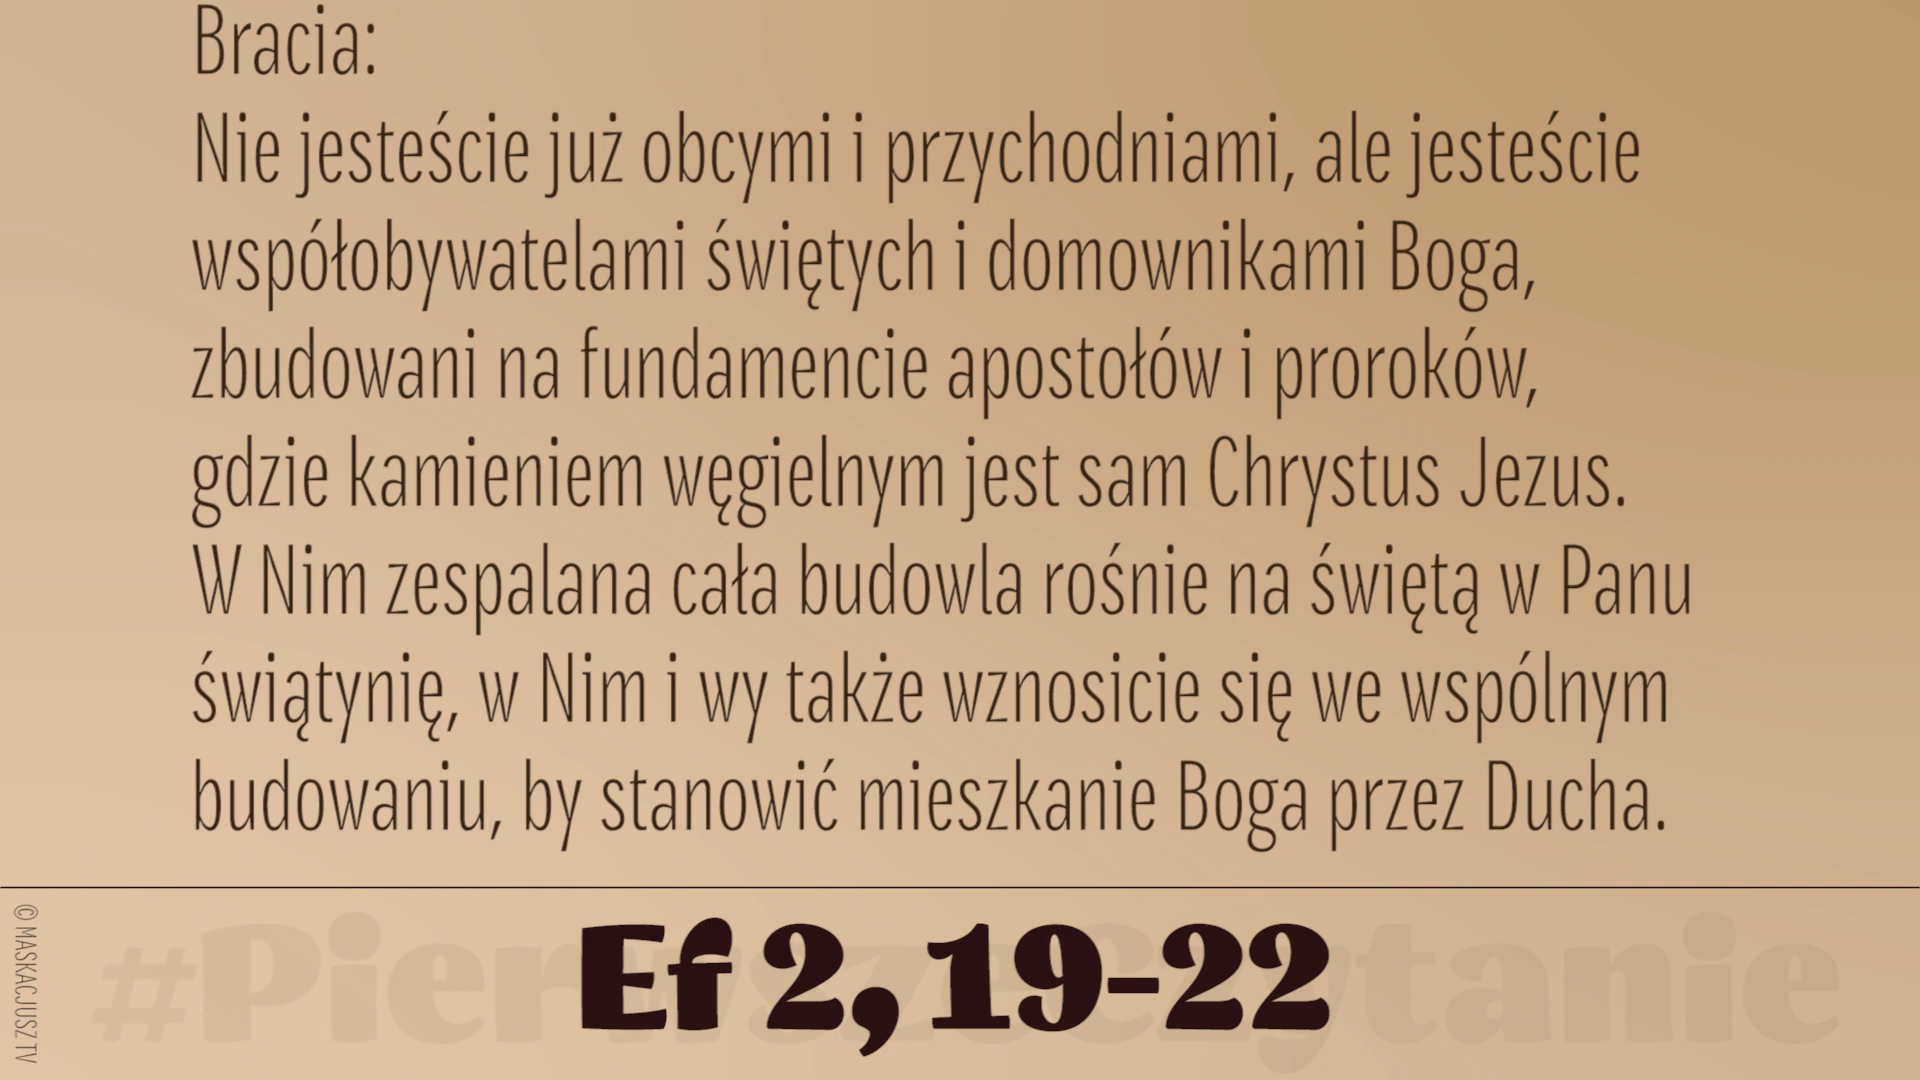 Bracia:
Nie jesteście już obcymi i przychodniami, ale jesteście
współobywatelami świętych i domownikami Boga,
zbudowani na fundamencie apostołów i proroków,
gdzie kamieniem węgielnym jest sam Chrystus Jezus.
W Nim zespalana cała budowla rośnie na świętą w Panu
świątynię, w Nim i wy także wznosicie się we wspólnym
budowaniu, by stanowić mieszkanie Boga przez Ducha.
#PierwszeCzytanie
Ef 2, 19-22
© MASKACJUSZ TV